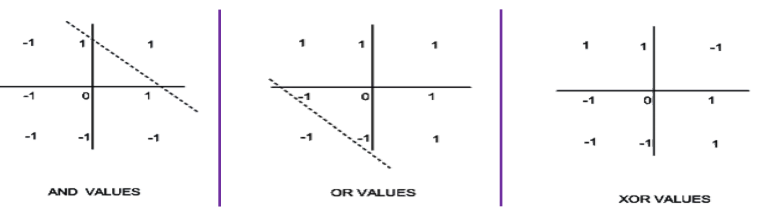 -1 1 1
-1 0 1
-1 -1 -1
AND VALUES
1 1 1
-1 0 1
-1 -1 1
OR VALUES
1 1 -1
-1 0 1
-1 -1 1
XOR VALUES